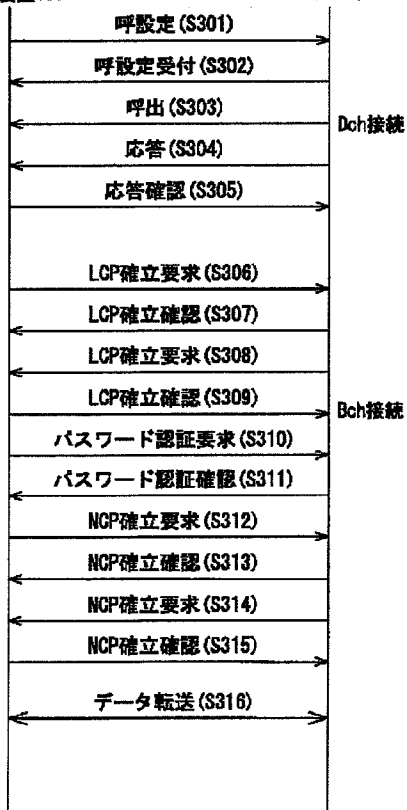 呼設定(S301)
呼設定受付(S302)
呼出(S303)
Dch接続
応答(S304)
応答確認(S305)
LCP確立要求(S306)
LCP確立確認(S307)
LCP確立要求(S308)
LCP確立確認(S309)
Bch接続
パスワード認証要求(S310)
パスワード認証確認(S311)
NCP確立要求(S312)
NCP確立確認(S313)
NCP確立要求(S314)
NCP確立確認(S315)
データ転送(S316)